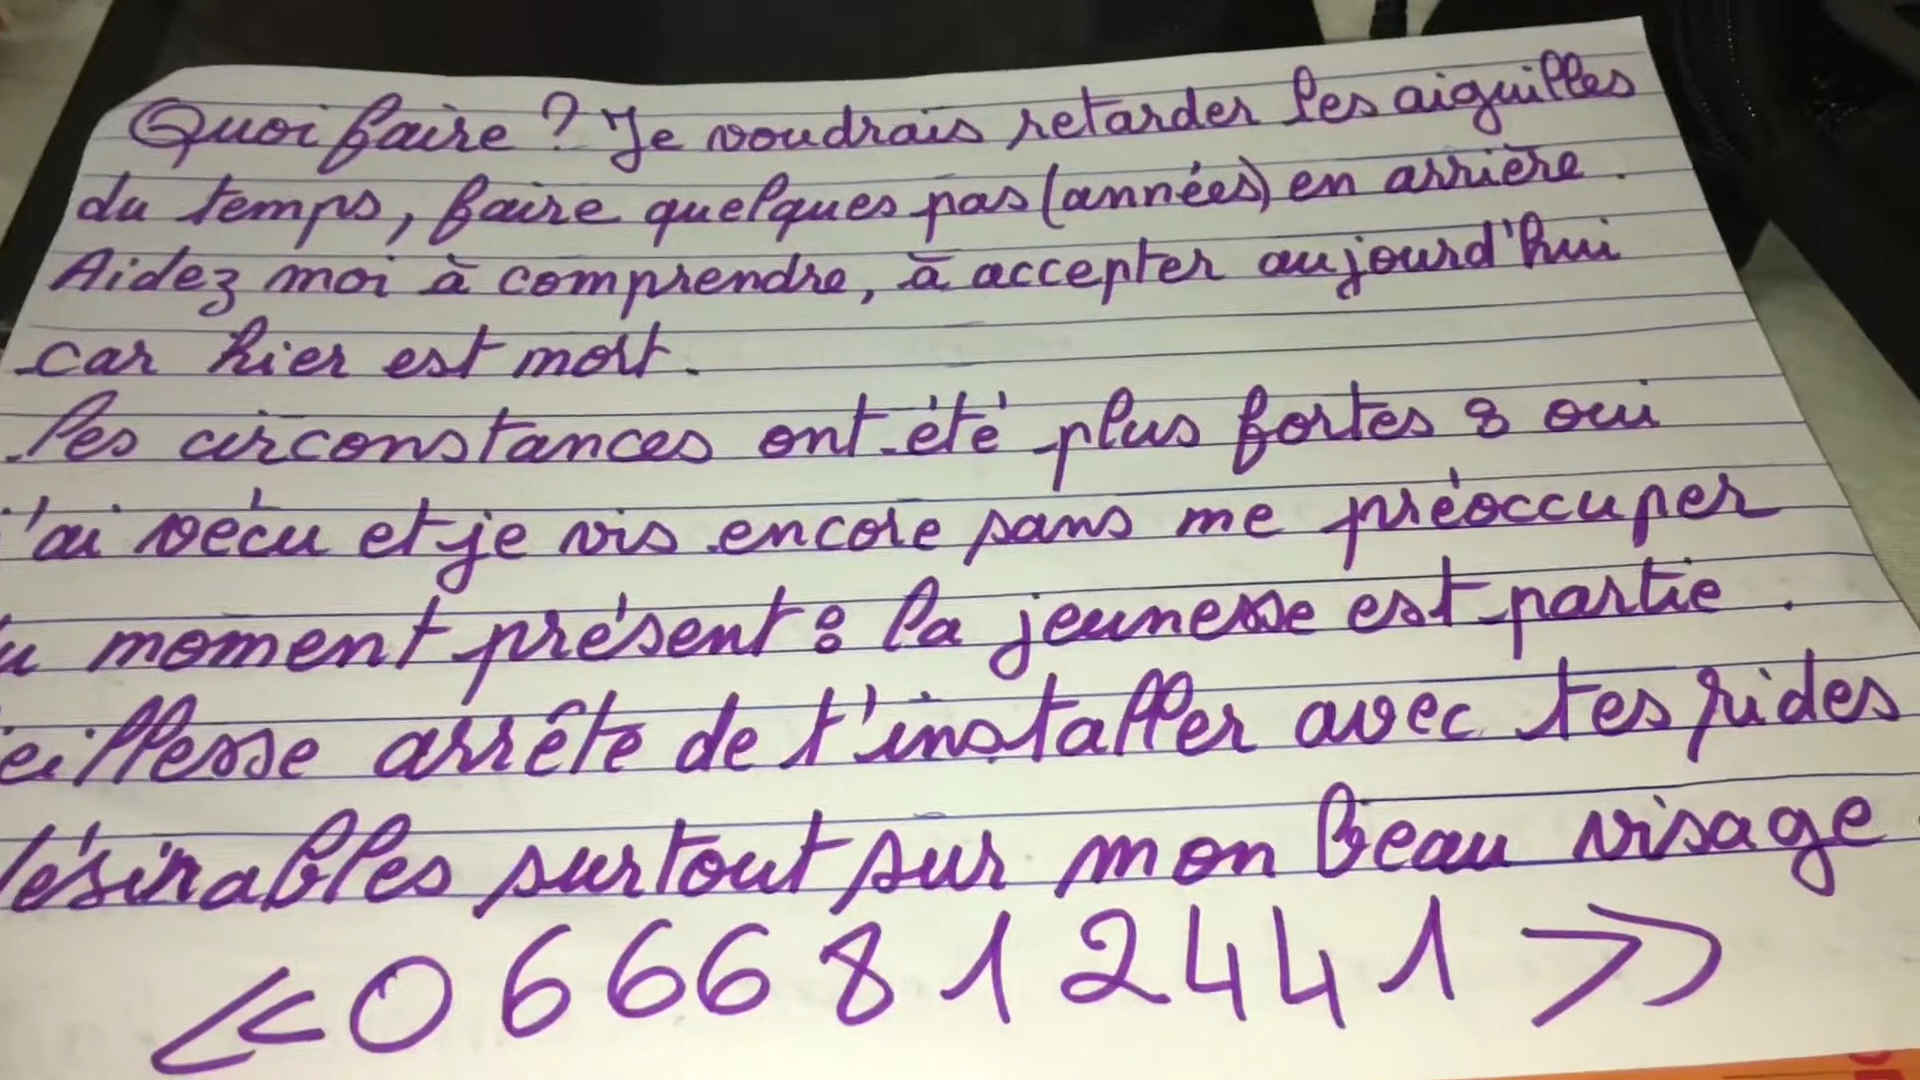 Quoi faire ? Je voudrais retarder les aiguilles
du temps, faire quelques pas (années) en arrière.
Aidez moi à comprendre, à accepter aujourd'hui
car hier est mort.
Les circonstances ont été plus fortes : oui
j'ai vécu et je vis encore sans me préoccuper
u moment présent : la jeunesse est partie.
eillesse arrête de t'installer avec tes rides
désirables surtout sur mon beau visage.
<< 0666812441 >>